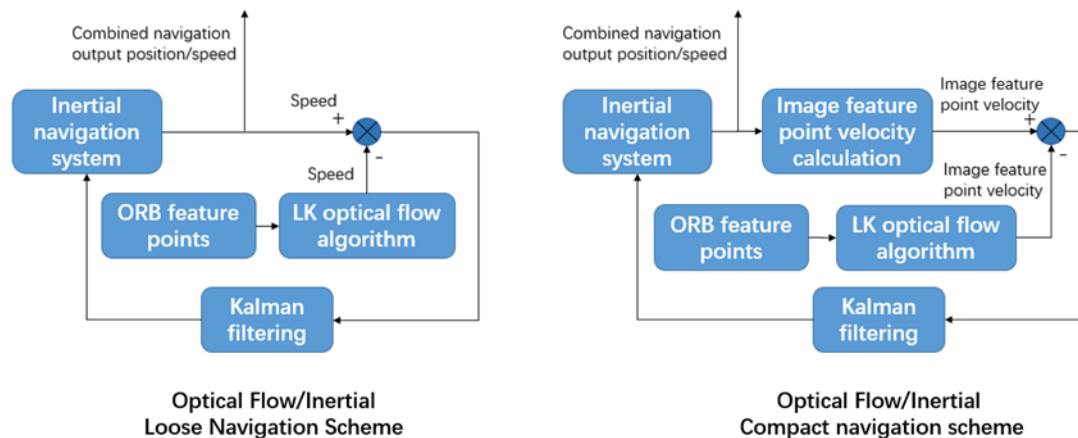 Combined navigation
output position/speed
Inertial
navigation
system
Speed
+
-
Speed
ORB feature
points
LK optical flow
algorithm
Kalman
filtering
Optical Flow/Inertial
Loose Navigation Scheme
Combined navigation
output position/speed
Inertial
navigation
system
Image feature
point velocity
calculation
Image feature
point velocity
+
-
Image feature
point velocity
ORB feature
points
LK optical flow
algorithm
Kalman
filtering
Optical Flow/Inertial
Compact navigation scheme